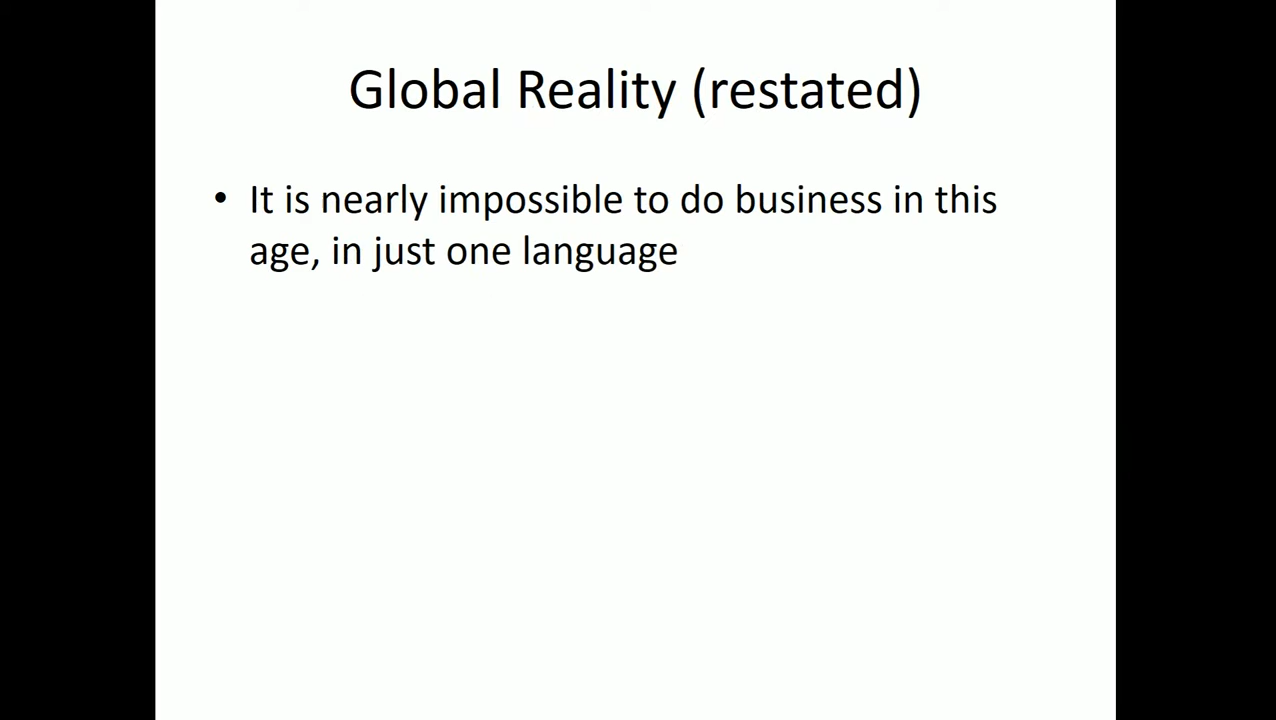 Global Reality (restated)
• It is nearly impossible to do business in this
age, in just one language